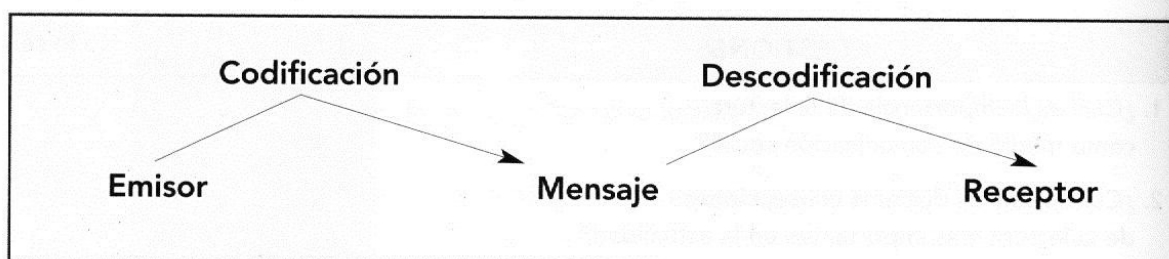 Codificación
Descodificación
Emisor
Mensaje
Receptor